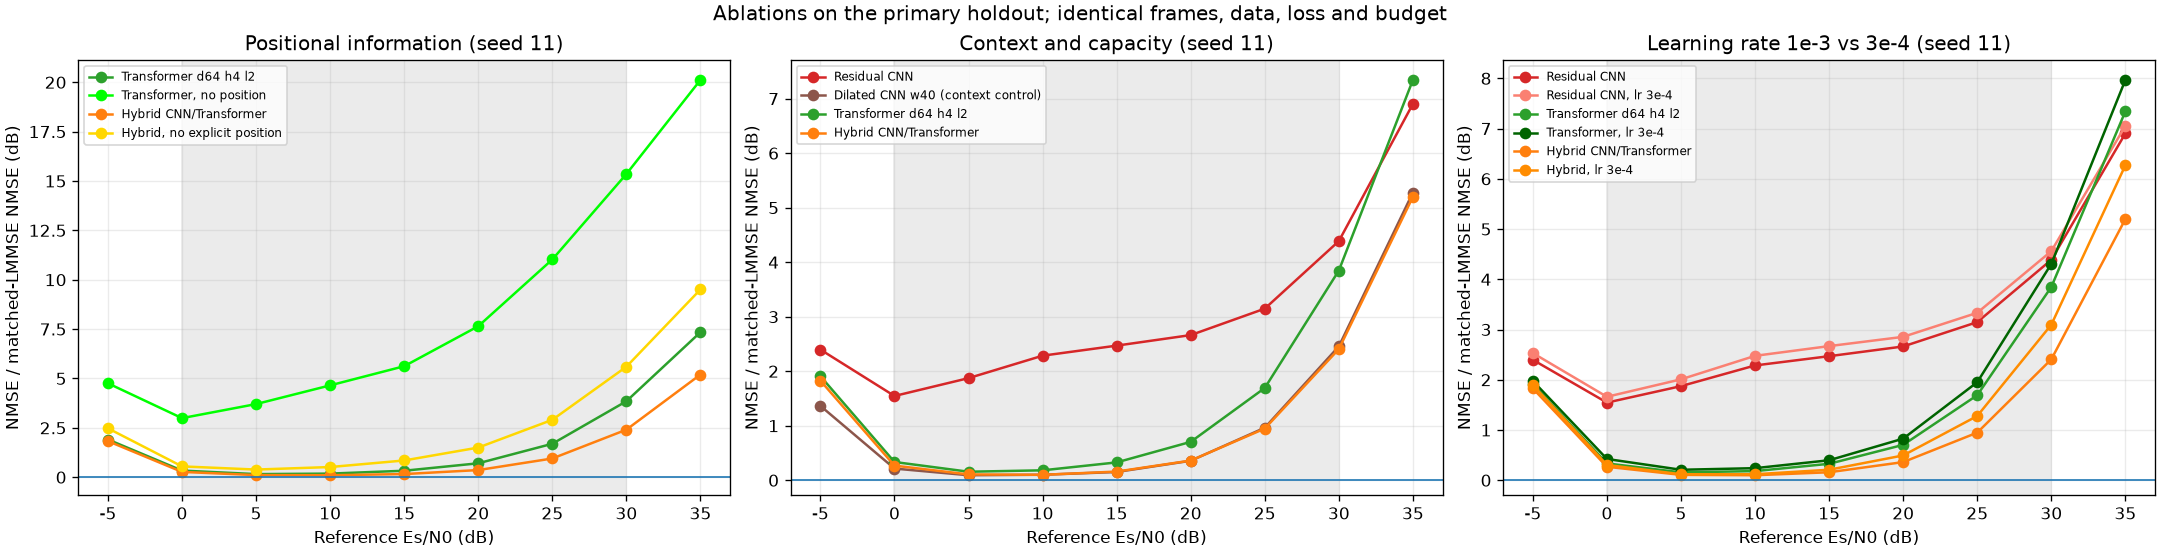 Ablations on the primary holdout; identical frames, data, loss and budget
Positional information (seed 11)
NMSE / matched-LMMSE NMSE (dB)
20
17.5
15
12.5
10
7.5
5
2.5
0
Transformer d64 h4 l2
Transformer, no position
Hybrid CNN/Transformer
Hybrid, no explicit position
-5 0 5 10 15 20 25 30 35
Reference Es/N0 (dB)
Context and capacity (seed 11)
NMSE / matched-LMMSE NMSE (dB)
7
6
5
4
3
2
1
0
Residual CNN
Dilated CNN w40 (context control)
Transformer d64 h4 l2
Hybrid CNN/Transformer
-5 0 5 10 15 20 25 30 35
Reference Es/N0 (dB)
Learning rate 1e-3 vs 3e-4 (seed 11)
NMSE / matched-LMMSE NMSE (dB)
8
7
6
5
4
3
2
1
0
Residual CNN
Residual CNN, lr 3e-4
Transformer d64 h4 l2
Transformer, lr 3e-4
Hybrid CNN/Transformer
Hybrid, lr 3e-4
-5 0 5 10 15 20 25 30 35
Reference Es/N0 (dB)